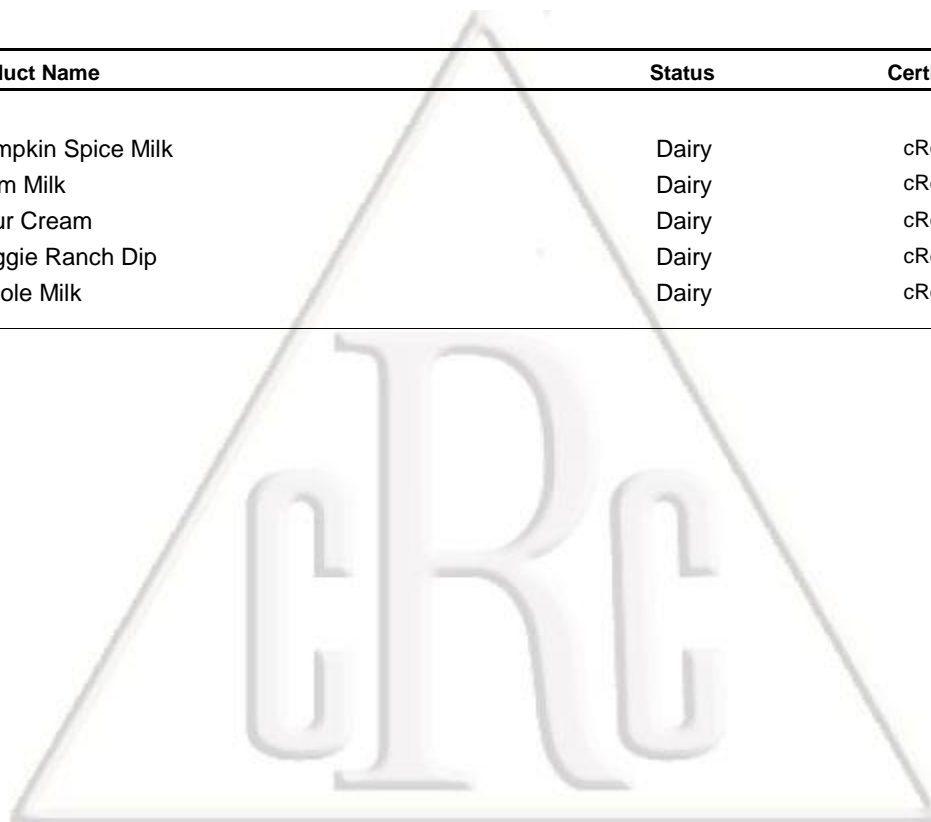 duct Name Status Certi
mpkin Spice Milk Dairy cR
m Milk Dairy cR
ur Cream Dairy cR
ggie Ranch Dip Dairy cR
ole Milk Dairy cR
cRc